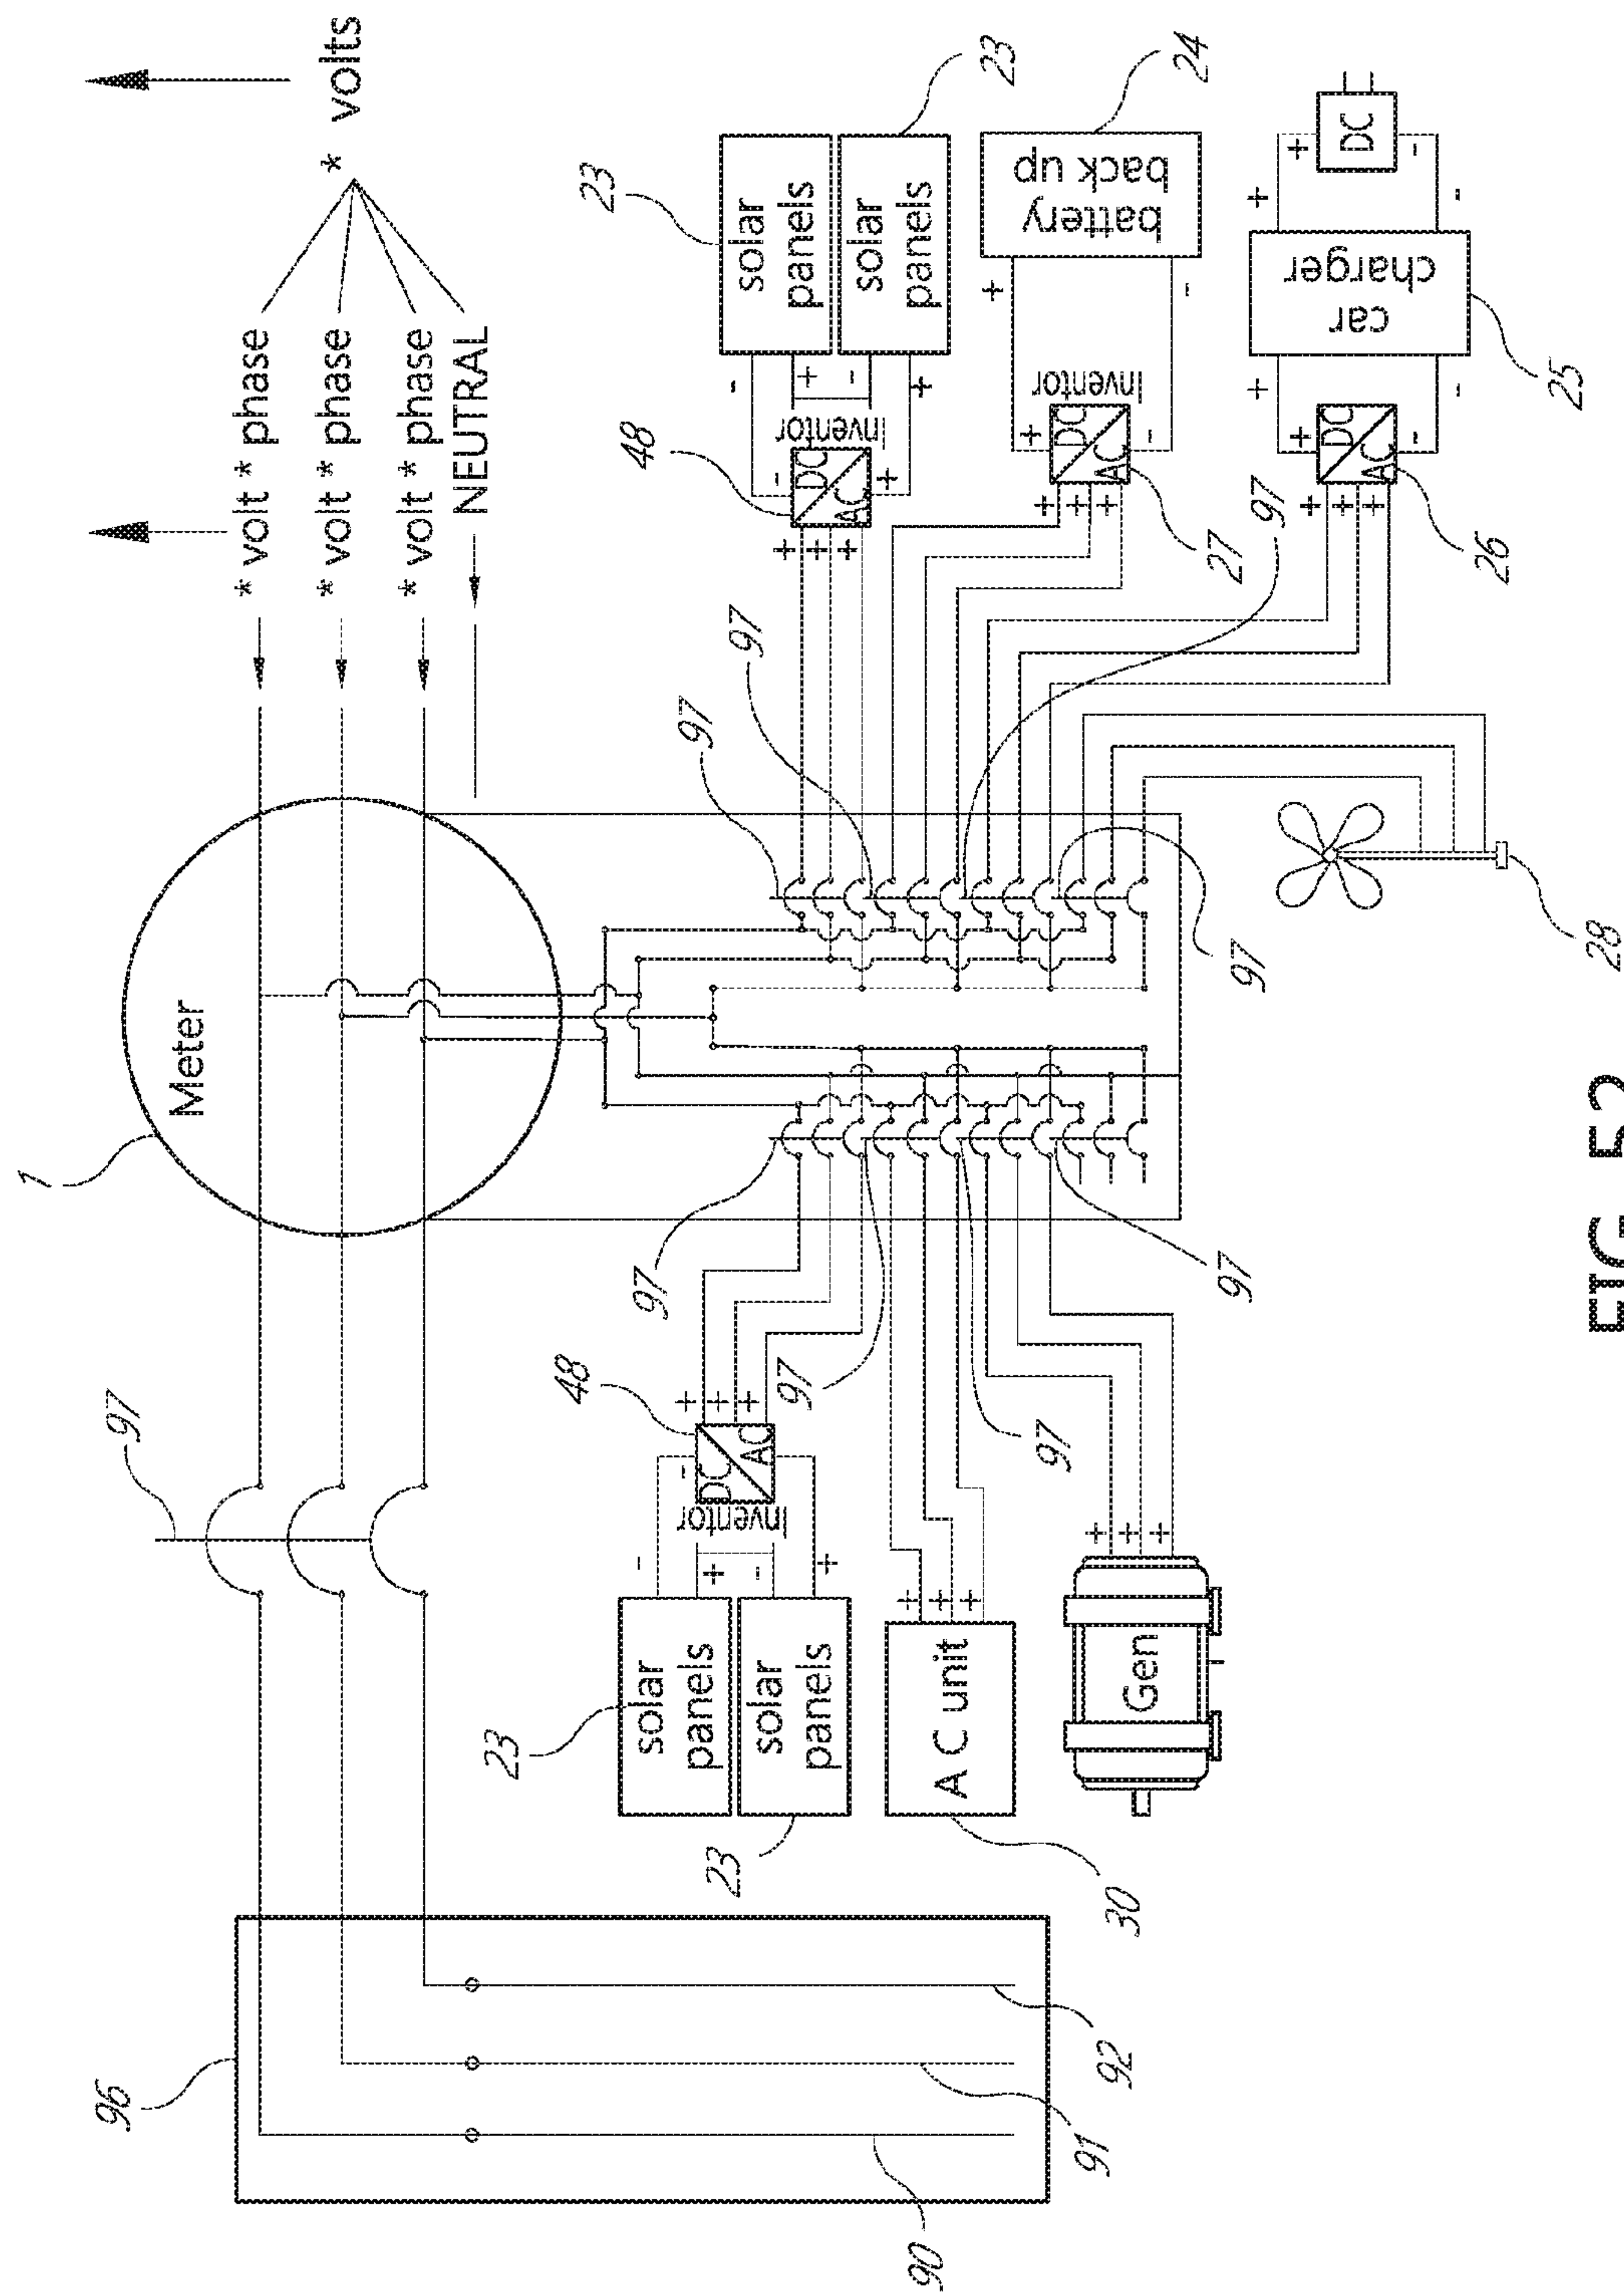 * volts
* volt * phase
* volt * phase
* volt * phase
NEUTRAL
1
Meter
97
96
90
91
92
23
solar
panels
solar
panels
23
-
+
-
+
Inventor
-
DC
AC
48
+
+
+
97
97
97
97
30
A C unit
+
+
+
Gen
+
+
+
97
97
97
97
48
+
+
+
-
DC
AC
+
Inventor
-
+
-
+
23
solar
panels
solar
panels
23
+
+
+
+
DC
AC
-
27
Inventor
+
-
battery
back up
24
+
+
+
+
DC
AC
-
26
+
-
car
charger
25
+
-
+
DC
-
28
FIG. 52